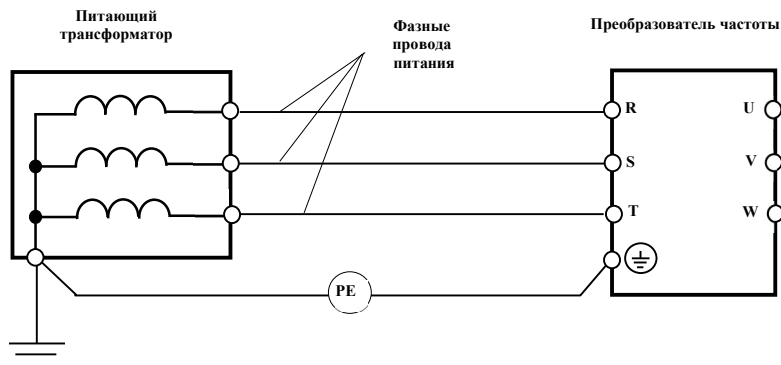 Питающий
трансформатор
Фазные
провода
питания
Преобразователь частоты
R
U
S
V
T
W
PE